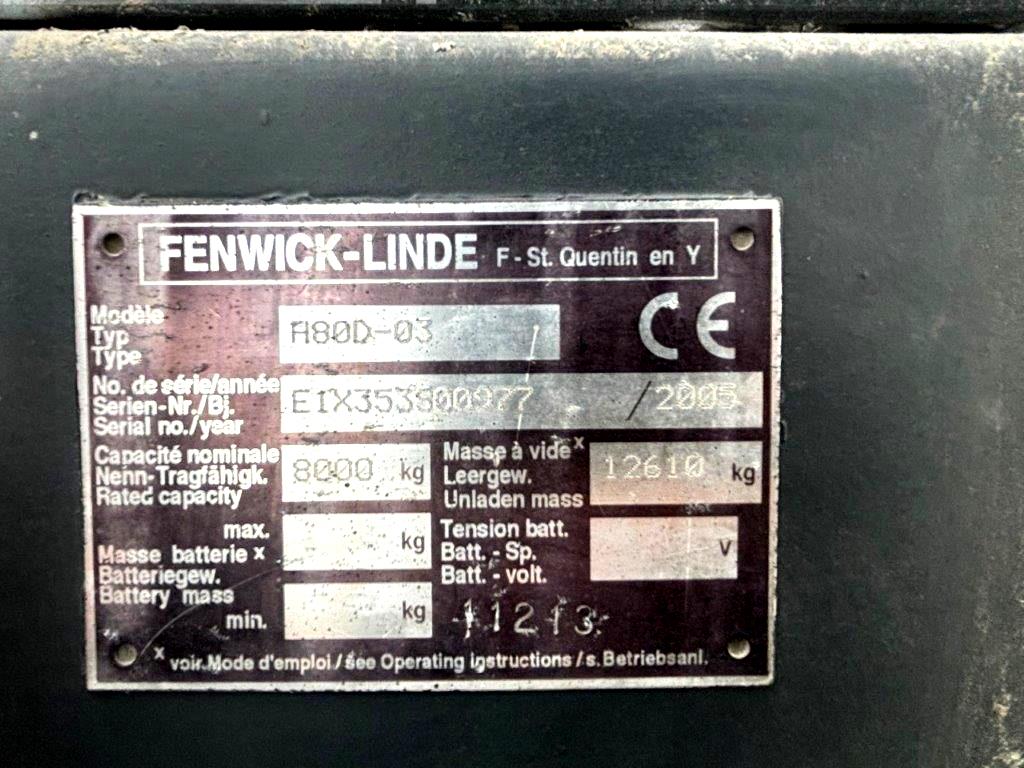 FENWICK-LINDE F - St. Quentin en Y
Modèle
Typ
Type
H80D-03
CE
No. de série/année
Serien-Nr./Bj.
Serial no./year
E1X353S00977 / 2005
Capacité nominale
Nenn-Tragfähigk.
Rated capacity
8000 kg
Masse à vide x
Leergew.
Unladen mass
12610 kg
max.
kg
Masse batterie x
Batteriegew.
Battery mass
min.
kg
Tension batt.
Batt. - Sp.
Batt. - volt.
V
11213
x voir.Mode d'emploi / see Operating instructions / s. Betriebsanl.